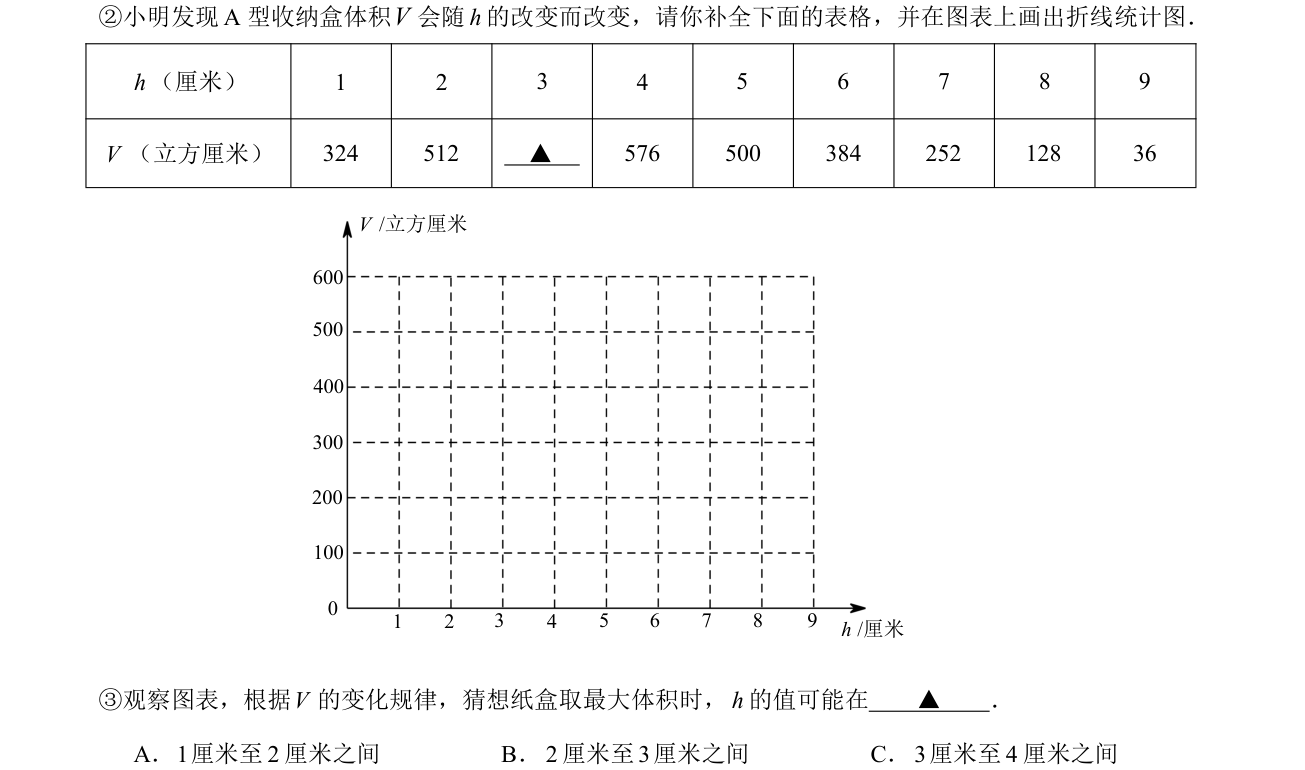 ②小明发现 A 型收纳盒体积 V 会随 h 的改变而改变，请你补全下面的表格，并在图表上画出折线统计图．
h（厘米） 1 2 3 4 5 6 7 8 9
V（立方厘米） 324 512 ▲ 576 500 384 252 128 36
V /立方厘米
600
500
400
300
200
100
0
1 2 3 4 5 6 7 8 9
h /厘米
③观察图表，根据 V 的变化规律，猜想纸盒取最大体积时， h 的值可能在____▲____．
A． 1厘米至 2 厘米之间 B． 2 厘米至 3 厘米之间 C． 3 厘米至 4 厘米之间